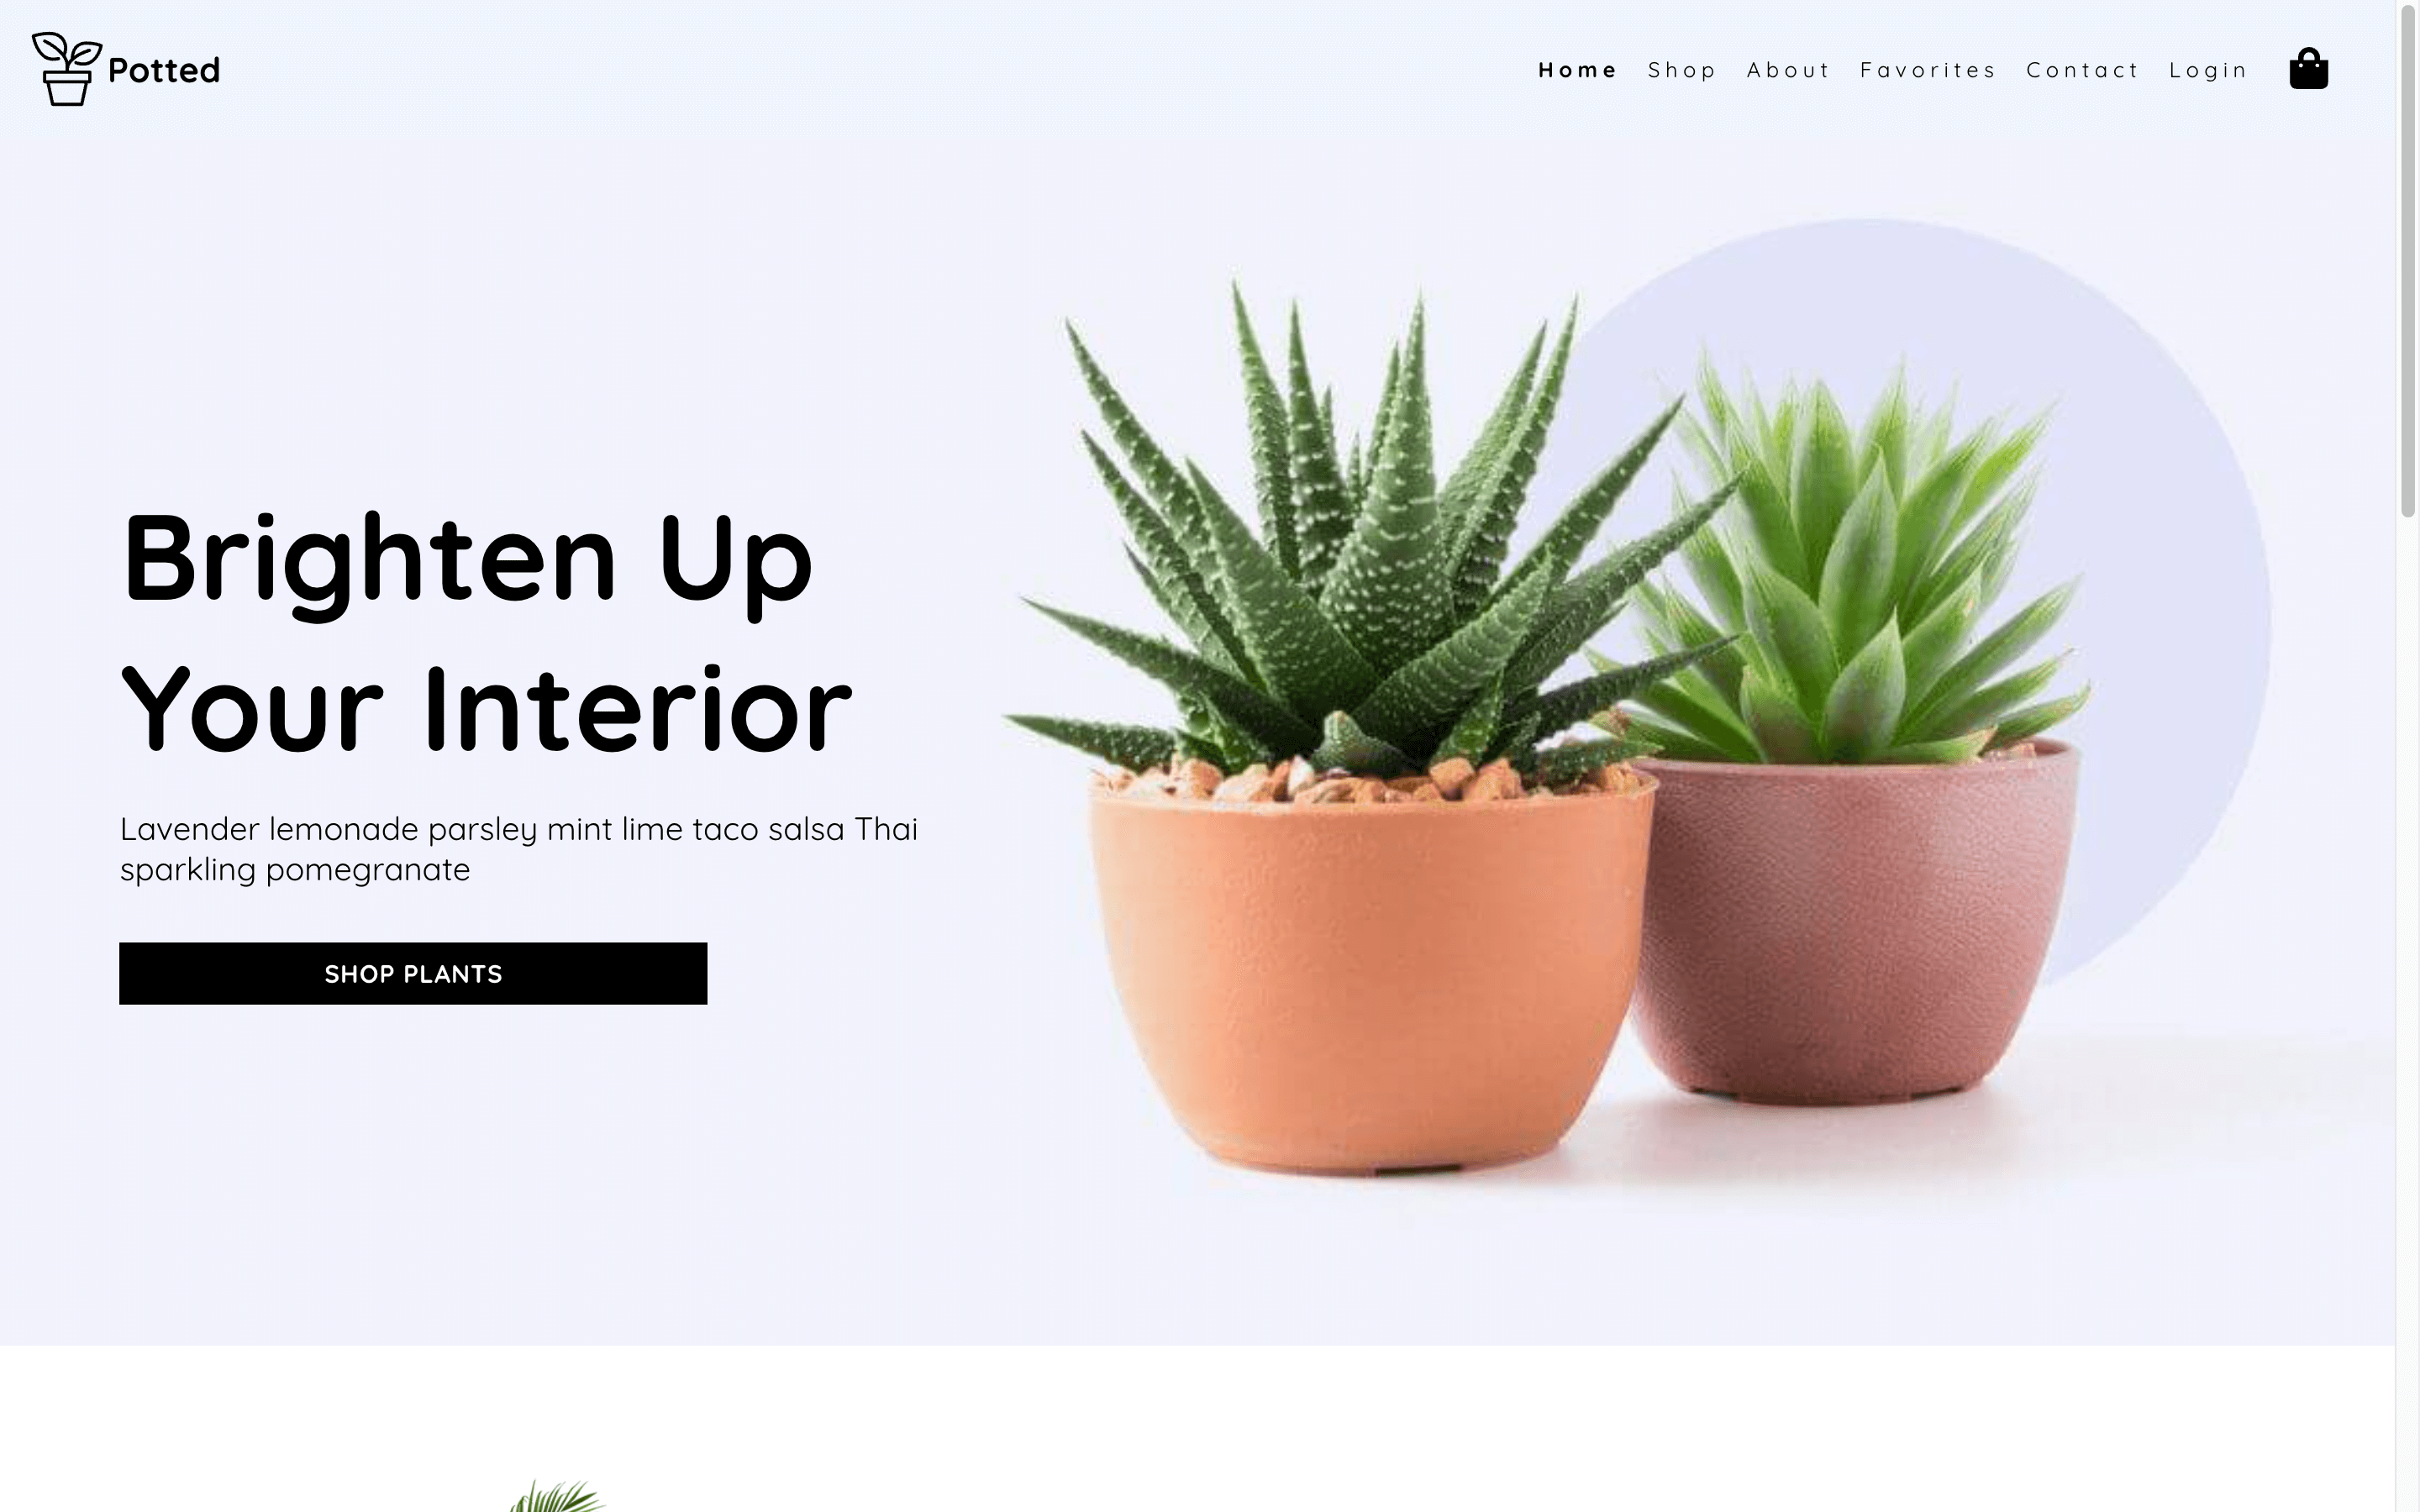 Potted
Home Shop About Favorites Contact Login
Brighten Up
Your Interior
Lavender lemonade parsley mint lime taco salsa Thai
sparkling pomegranate
SHOP PLANTS